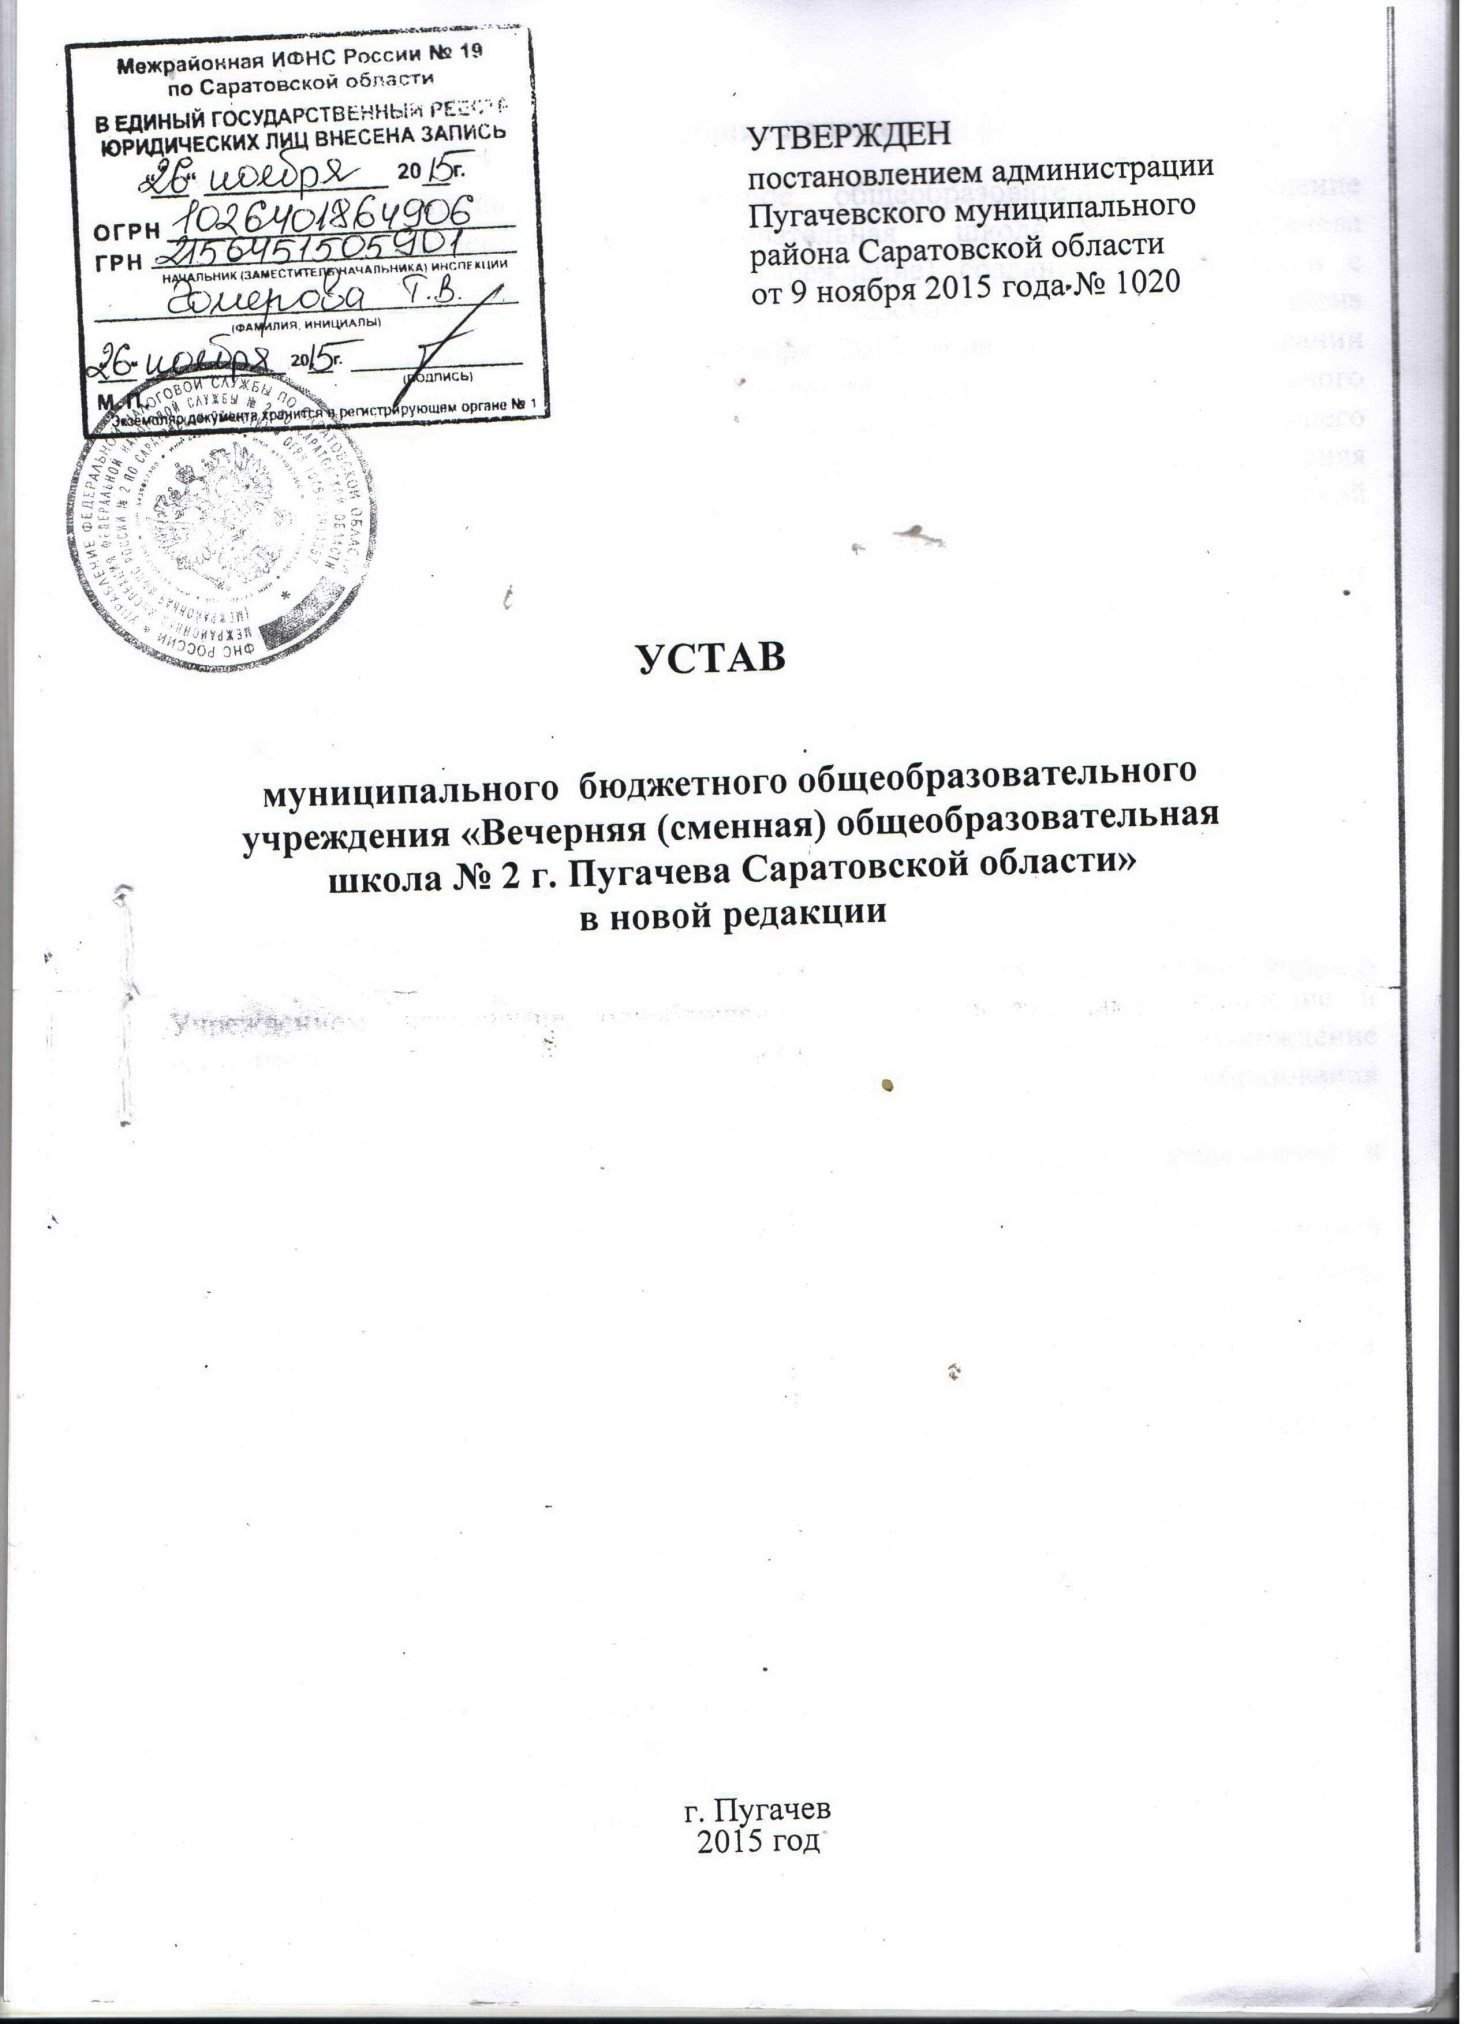 Межрайонная ИФНС России № 19
по Саратовской области
В ЕДИНЫЙ ГОСУДАРСТВЕННЫЙ РЕЕСТР
ЮРИДИЧЕСКИХ ЛИЦ ВНЕСЕНА ЗАПИСЬ
«26» ноября 2015г.
ОГРН 1026401864906
ГРН 2156451505901
НАЧАЛЬНИК (ЗАМЕСТИТЕЛЬ НАЧАЛЬНИКА) ИНСПЕКЦИИ
Т.В.
(ФАМИЛИЯ, ИНИЦИАЛЫ)
«26» ноября 2015г.
(ПОДПИСЬ)
М.П.
Экземпляр документа хранится в регистрирующем органе № 1
УТВЕРЖДЕН
постановлением администрации
Пугачевского муниципального
района Саратовской области
от 9 ноября 2015 года № 1020
УСТАВ
муниципального бюджетного общеобразовательного
учреждения «Вечерняя (сменная) общеобразовательная
школа № 2 г. Пугачева Саратовской области»
в новой редакции
г. Пугачев
2015 год